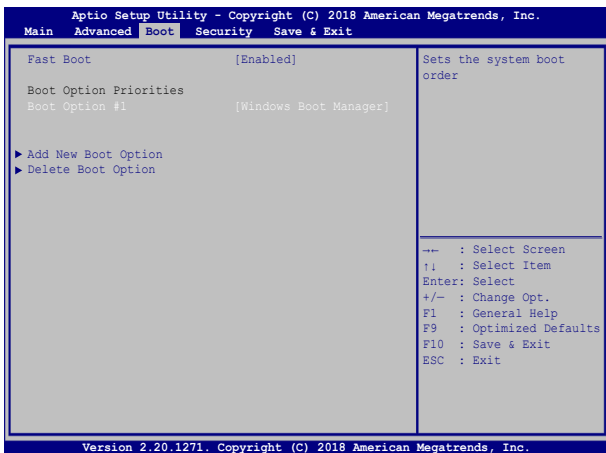 Aptio Setup Utility - Copyright (C) 2018 American Megatrends, Inc.
Main Advanced Boot Security Save & Exit
Fast Boot [Enabled]
Boot Option Priorities
Boot Option #1 [Windows Boot Manager]
▶ Add New Boot Option
▶ Delete Boot Option
Sets the system boot
order
→← : Select Screen
↑↓ : Select Item
Enter: Select
+/— : Change Opt.
F1 : General Help
F9 : Optimized Defaults
F10 : Save & Exit
ESC : Exit
Version 2.20.1271. Copyright (C) 2018 American Megatrends, Inc.